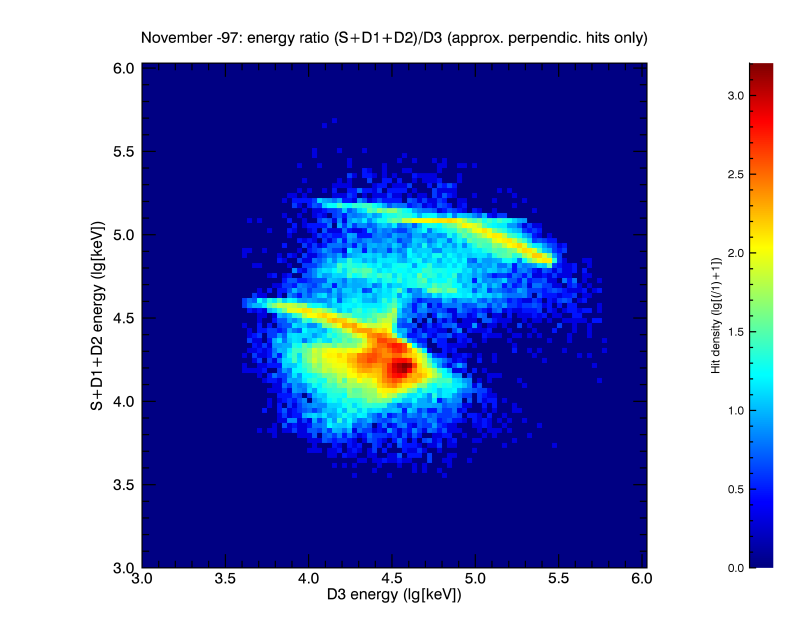 November -97: energy ratio (S+D1+D2)/D3 (approx. perpendic. hits only)
6.0
5.5
5.0
4.5
4.0
3.5
3.0
S+D1+D2 energy (lg[keV])
3.0 3.5 4.0 4.5 5.0 5.5 6.0
D3 energy (lg[keV])
3.0
2.5
2.0
1.5
1.0
0.5
0.0
Hit density (lg[(/1)+1])